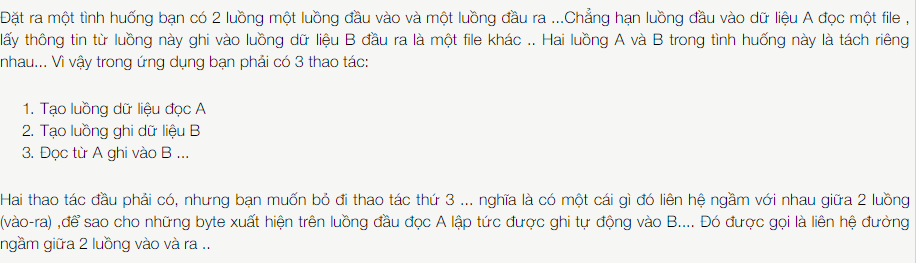 Đặt ra một tình huống bạn có 2 luồng một luồng đầu vào và một luồng đầu ra ...Chẳng hạn luồng đầu vào dữ liệu A đọc một file ,
lấy thông tin từ luồng này ghi vào luồng dữ liệu B đầu ra là một file khác .. Hai luồng A và B trong tình huống này là tách riêng
nhau... Vì vậy trong ứng dụng bạn phải có 3 thao tác:
1. Tạo luồng dữ liệu đọc A
2. Tạo luồng ghi dữ liệu B
3. Đọc từ A ghi vào B ...
Hai thao tác đầu phải có, nhưng bạn muốn bỏ đi thao tác thứ 3 ... nghĩa là có một cái gì đó liên hệ ngầm với nhau giữa 2 luồng
(vào-ra) ,để sao cho những byte xuất hiện trên luồng đầu đọc A lập tức được ghi tự động vào B.... Đó được gọi là liên hệ đường
ngầm giữa 2 luồng vào và ra ..